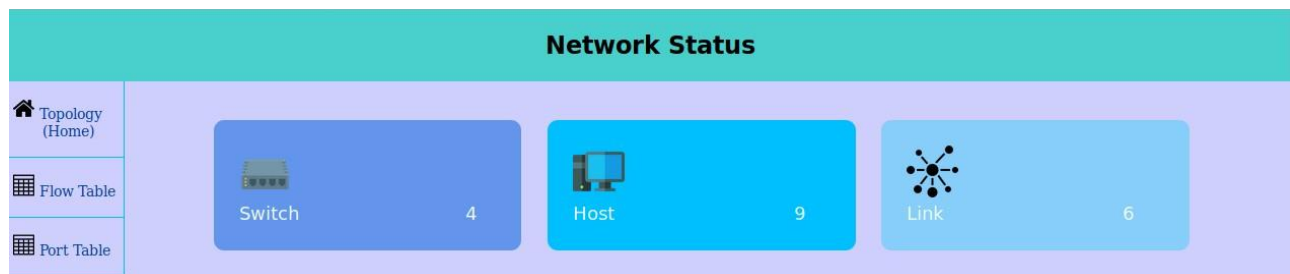 Network Status
Topology
(Home)
Flow Table
Port Table
Switch 4
Host 9
Link 6